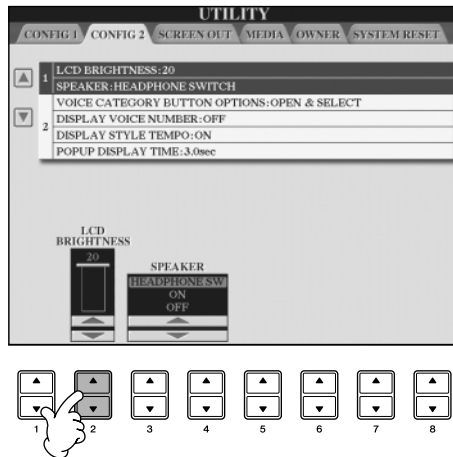 UTILITY
CONFIG 1 CONFIG 2 SCREEN OUT MEDIA OWNER SYSTEM RESET
1 LCD BRIGHTNESS:20
SPEAKER:HEADPHONE SWITCH
2 VOICE CATEGORY BUTTON OPTIONS:OPEN & SELECT
DISPLAY VOICE NUMBER:OFF
DISPLAY STYLE TEMPO:ON
POPUP DISPLAY TIME:3.0sec
LCD
BRIGHTNESS
20
SPEAKER
HEADPHONE SW
ON
OFF
1 2 3 4 5 6 7 8